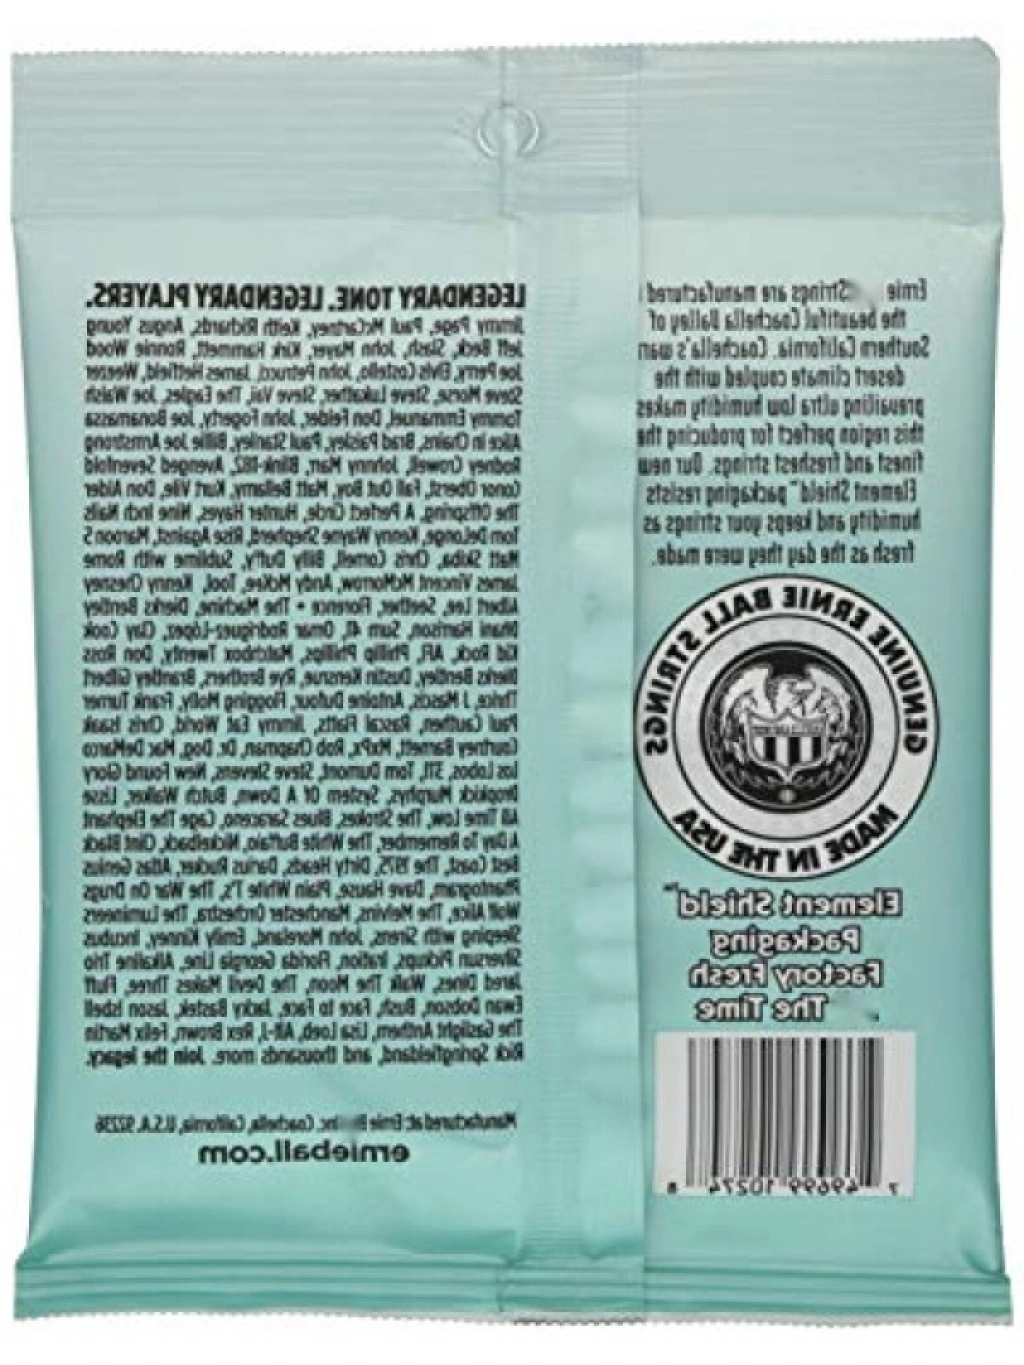 Ernie Strings are manufactured
the beautiful Coachella Valley of
Southern California. Coachella's warm
desert climate coupled with the
prevailing ultra low humidity makes
this region perfect for producing the
finest and freshest strings. Our new
Element Shield™ packaging resists
humidity and keeps your strings as
fresh as the day they were made.
GENUINE ERNIE BALL STRINGS
MADE IN THE USA
Element Shield™
Packaging
Factory Fresh
The Time
7 49699 10274 8
LEGENDARY TONE. LEGENDARY PLAYERS.
Jimmy Page, Paul McCartney, Keith Richards, Angus Young
Jeff Beck, Slash, John Mayer, Kirk Hammett, Ronnie Wood
Joe Perry, Elvis Costello, John Petrucci, James Hetfield, Weezer
Steve Morse, Steve Lukather, Steve Vai, The Eagles, Joe Walsh,
Tommy Emmanuel, Don Felder, John Fogerty, Joe Bonamassa
Alice in Chains, Brad Paisley, Paul Stanley, Billie Joe Armstrong
Rodney Crowell, Johnny Marr, Blink-182, Avenged Sevenfold
Conor Oberst, Fall Out Boy, Matt Bellamy, Kurt Vile, Don Alder
The Offspring, A Perfect Circle, Hunter Hayes, Nine Inch Nails
Tom DeLonge, Kenny Wayne Shepherd, Rise Against, Maroon 5
Matt Skiba, Chris Cornell, Billy Duffy, Sublime with Rome
James Vincent McMorrow, Andy McKee, Tool, Kenny Chesney
Albert Lee, Seether, Florence + The Machine, Dierks Bentley
Dhani Harrison, Sum 41, Omar Rodriguez-López, Clay Cook
Kid Rock, AFI, Phillip Phillips, Matchbox Twenty, Don Ross
Dierks Bentley, Dustin Kensrue, Rye Brothers, Brantley Gilbert
Thrice, J Mascis, Antoine Dufour, Flogging Molly, Frank Turner
Paul Cauthen, Rascal Flatts, Jimmy Eat World, Chris Isaak
Courtney Barnett, MxPx, Rob Chapman, Dr. Dog, Mac DeMarco
Los Lobos, 311, Tom Dumont, Steve Stevens, New Found Glory
Dropkick Murphys, System Of A Down, Butch Walker, Lisse
All Time Low, The Strokes, Blues Saraceno, Cage The Elephant
A Day To Remember, The White Buffalo, Nickelback, Clint Black
Best Coast, The 1975, Dirty Heads, Darius Rucker, Atlas Genius
Phantogram, Dave Hause, Plain White T's, The War On Drugs
Wolf Alice, The Melvins, Manchester Orchestra, The Lumineers
Sleeping with Sirens, John Moreland, Emily Kinney, Incubus
Silversun Pickups, Iration, Florida Georgia Line, Alkaline Trio
Jared Dines, Walk The Moon, The Devil Makes Three, Fluff
Ewan Dobson, Bush, Face to Face, Jacky Bastek, Jason Isbell
The Gaslight Anthem, Lisa Loeb, Alt-J, Rex Brown, Felix Martin
Rick Springfield and, and thousands more. Join the legacy.
Manufactured at: Ernie Inc. Coachella, California, U.S.A. 92236
ernieball.com